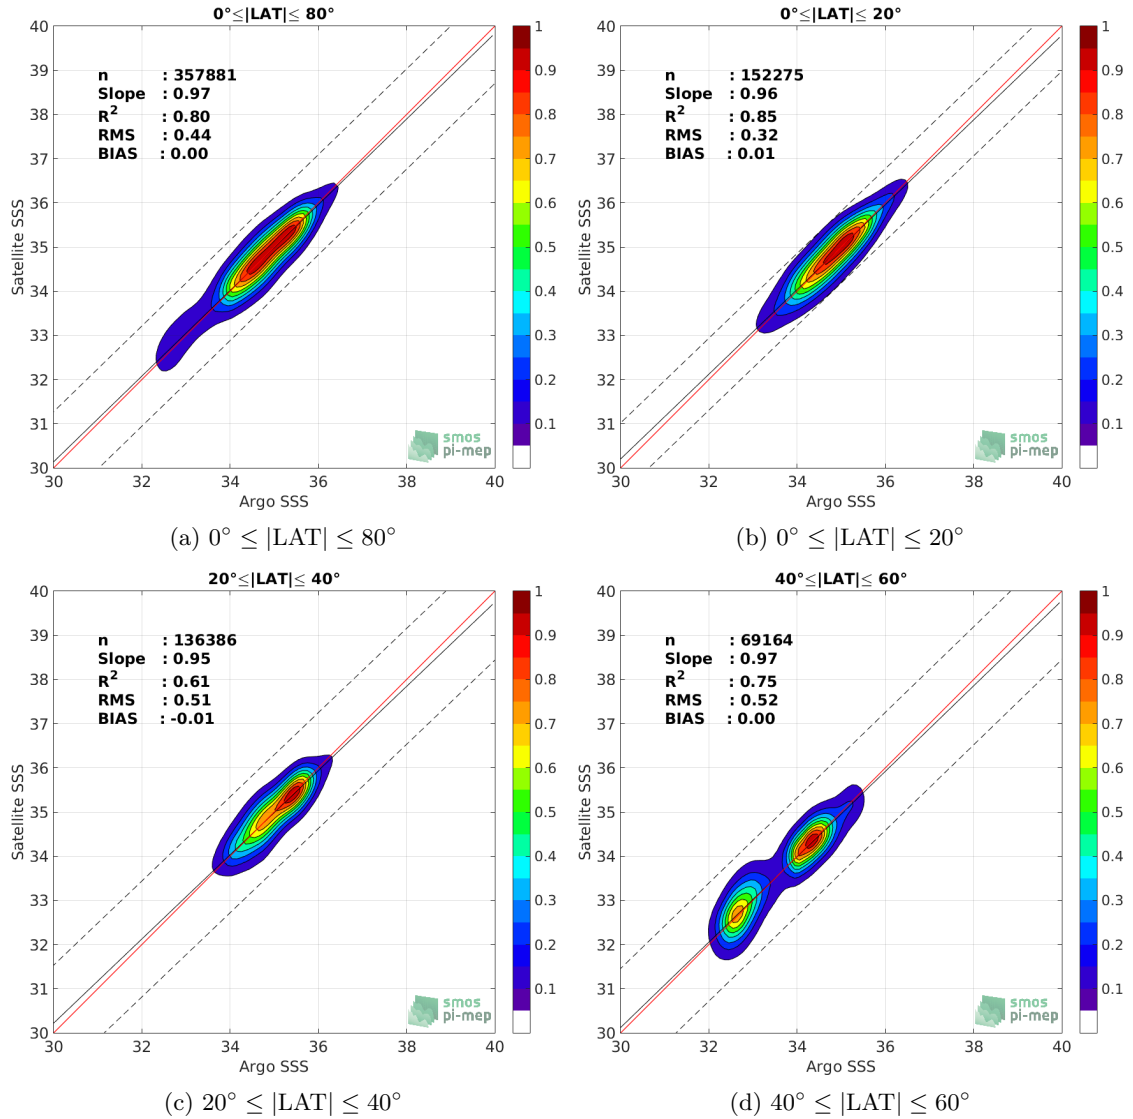 0°≤|LAT|≤ 80°
n : 357881
Slope : 0.97
R² : 0.80
RMS : 0.44
BIAS : 0.00
Satellite SSS
40
39
38
37
36
35
34
33
32
31
30
30 32 34 36 38 40
Argo SSS
1
0.9
0.8
0.7
0.6
0.5
0.4
0.3
0.2
0.1
smos
pi-mep
(a) 0° ≤ |LAT| ≤ 80°
0°≤|LAT|≤ 20°
n : 152275
Slope : 0.96
R² : 0.85
RMS : 0.32
BIAS : 0.01
Satellite SSS
40
39
38
37
36
35
34
33
32
31
30
30 32 34 36 38 40
Argo SSS
1
0.9
0.8
0.7
0.6
0.5
0.4
0.3
0.2
0.1
smos
pi-mep
(b) 0° ≤ |LAT| ≤ 20°
20°≤|LAT|≤ 40°
n : 136386
Slope : 0.95
R² : 0.61
RMS : 0.51
BIAS : -0.01
Satellite SSS
40
39
38
37
36
35
34
33
32
31
30
30 32 34 36 38 40
Argo SSS
1
0.9
0.8
0.7
0.6
0.5
0.4
0.3
0.2
0.1
smos
pi-mep
(c) 20° ≤ |LAT| ≤ 40°
40°≤|LAT|≤ 60°
n : 69164
Slope : 0.97
R² : 0.75
RMS : 0.52
BIAS : 0.00
Satellite SSS
40
39
38
37
36
35
34
33
32
31
30
30 32 34 36 38 40
Argo SSS
1
0.9
0.8
0.7
0.6
0.5
0.4
0.3
0.2
0.1
smos
pi-mep
(d) 40° ≤ |LAT| ≤ 60°